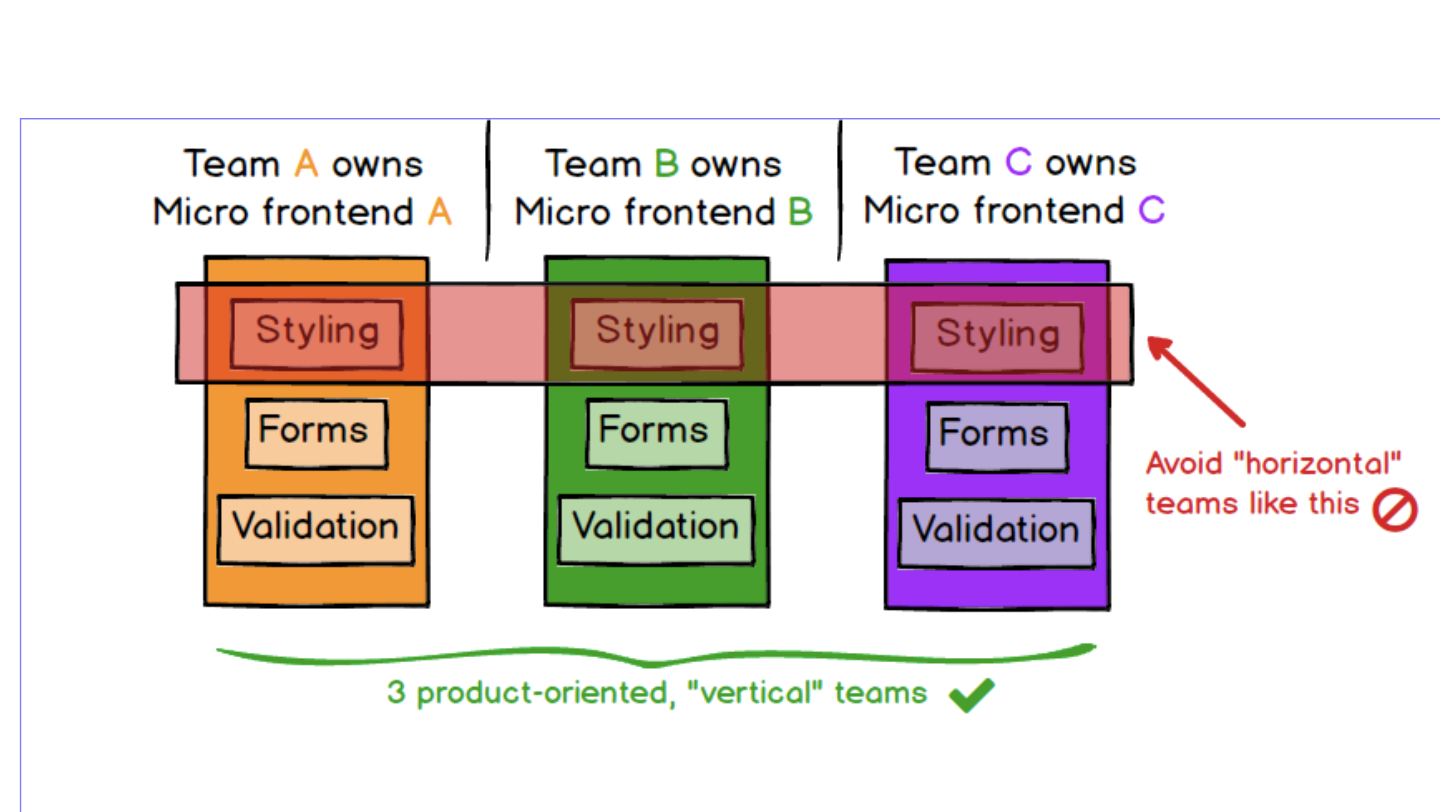 Team A owns
Micro frontend A
Team B owns
Micro frontend B
Team C owns
Micro frontend C
Styling
Styling
Styling
Forms
Forms
Forms
Validation
Validation
Validation
Avoid "horizontal"
teams like this
3 product-oriented, "vertical" teams